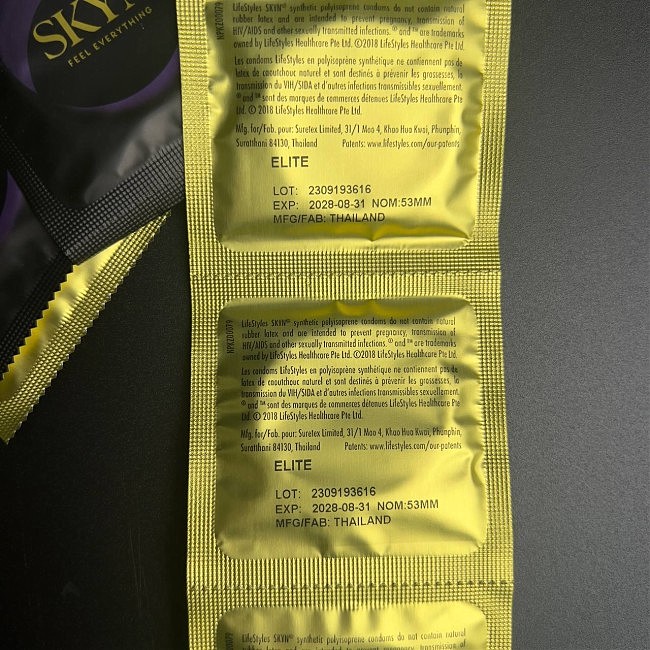 SKYN
FEEL EVERYTHING
LifeStyles SKYN® synthetic polyisoprene condoms do not contain natural
rubber latex and are intended to prevent pregnancy, transmission of
HIV/AIDS and other sexually transmitted infections. ® and ™ are trademarks
owned by LifeStyles Healthcare Pte Ltd. ©2018 LifeStyles Healthcare Pte Ltd.
Les condoms LifeStyles en polyisoprène synthétique ne contiennent pas de
latex de caoutchouc naturel et sont destinés à prévenir les grossesses, la
transmission du VIH/SIDA et d'autres infections transmissibles sexuellement.
® and ™ sont des marques de commerces détenues LifeStyles Healthcare Pte
Ltd. © 2018 LifeStyles Healthcare Pte Ltd.
Mfg. for/Fab. pour: Suretex Limited, 31/1 Moo 4, Khao Hua Kwai, Phunphin,
Suratthani 84130, Thailand Patents: www.lifestyles.com/our-patents
NPK200079
ELITE
LOT: 2309193616
EXP: 2028-08-31 NOM:53MM
MFG/FAB: THAILAND
LifeStyles SKYN® synthetic polyisoprene condoms do not contain natural
rubber latex and are intended to prevent pregnancy, transmission of
HIV/AIDS and other sexually transmitted infections. ® and ™ are trademarks
owned by LifeStyles Healthcare Pte Ltd. ©2018 LifeStyles Healthcare Pte Ltd.
Les condoms LifeStyles en polyisoprène synthétique ne contiennent pas de
latex de caoutchouc naturel et sont destinés à prévenir les grossesses, la
transmission du VIH/SIDA et d'autres infections transmissibles sexuellement.
® and ™ sont des marques de commerces détenues LifeStyles Healthcare Pte
Ltd. © 2018 LifeStyles Healthcare Pte Ltd.
Mfg. for/Fab. pour: Suretex Limited, 31/1 Moo 4, Khao Hua Kwai, Phunphin,
Suratthani 84130, Thailand Patents: www.lifestyles.com/our-patents
NPK200079
ELITE
LOT: 2309193616
EXP: 2028-08-31 NOM:53MM
MFG/FAB: THAILAND
LifeStyles SKYN® synthetic polyisoprene condoms do not contain natural
rubber latex and are intended to prevent pregnancy, transmission of